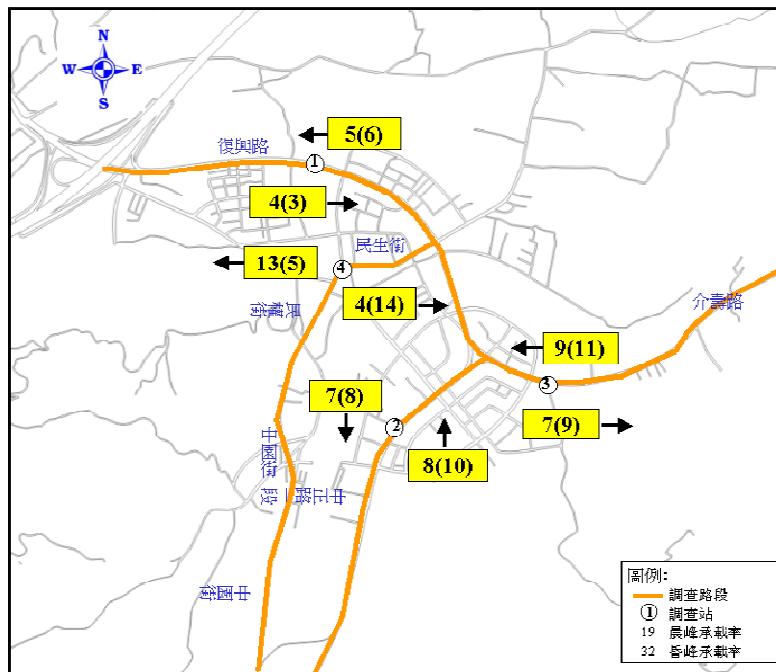 N
W E
S
復興路
5(6)
1
4(3)
民生街
13(5)
4
民權街
4(14)
介壽路
9(11)
3
7(8)
2
7(9)
8(10)
中園街
中正路
段
中園街
圖例:
調查路段
① 調查站
19 晨峰承載率
32 昏峰承載率